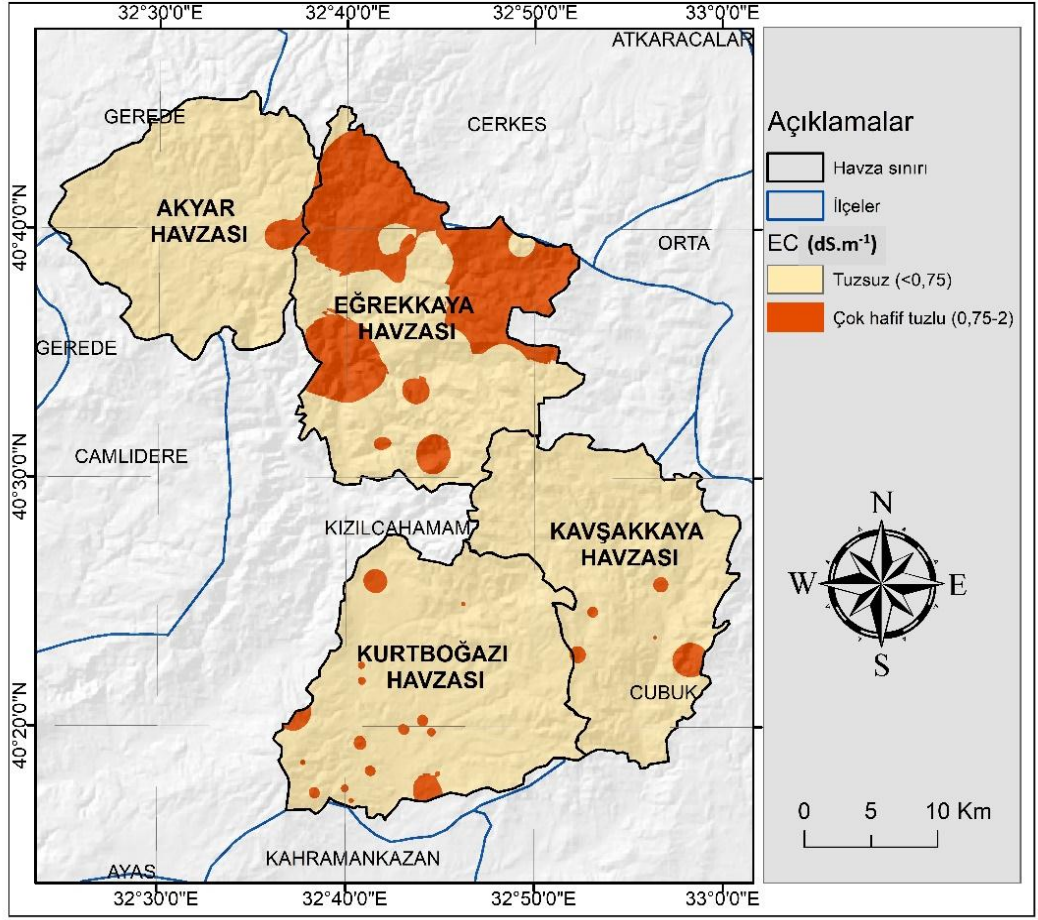 32°30'0"E
32°40'0"E
32°50'0"E
33°0'0"E
ATKARACALAR
GEREDE
CERKES
AKYAR
HAVZASI
40°40'0"N
ORTA
EĞREKKAYA
HAVZASI
GEREDE
CAMLIDERE
40°30'0"N
KIZILCAHAMAM
KAVŞAKKAYA
HAVZASI
KURTBOĞAZI
HAVZASI
CUBUK
40°20'0"N
KAHRAMANKAZAN
AYAS
32°30'0"E
32°40'0"E
32°50'0"E
33°0'0"E
Açıklamalar
Havza sınırı
İlçeler
EC (dS.m⁻¹)
Tuzsuz (<0,75)
Çok hafif tuzlu (0,75-2)
N
W
E
S
0 5 10 Km